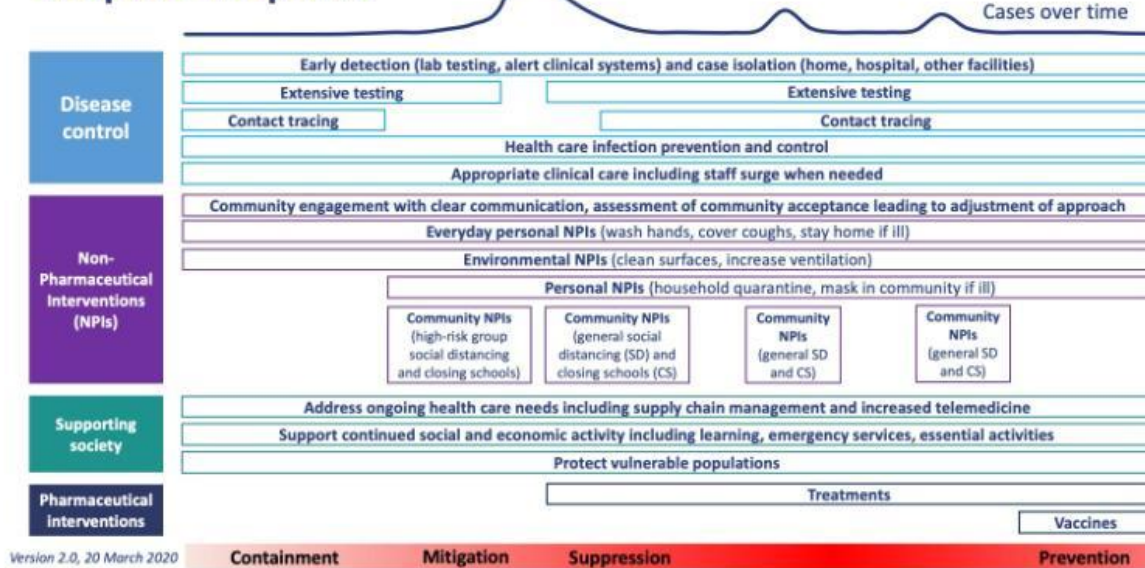 Cases over time
Disease
control
Early detection (lab testing, alert clinical systems) and case isolation (home, hospital, other facilities)
Extensive testing
Extensive testing
Contact tracing
Contact tracing
Health care infection prevention and control
Appropriate clinical care including staff surge when needed
Non-
Pharmaceutical
Interventions
(NPIs)
Community engagement with clear communication, assessment of community acceptance leading to adjustment of approach
Everyday personal NPIs (wash hands, cover coughs, stay home if ill)
Environmental NPIs (clean surfaces, increase ventilation)
Personal NPIs (household quarantine, mask in community if ill)
Community NPIs
(high-risk group
social distancing
and closing schools)
Community NPIs
(general social
distancing (SD) and
closing schools (CS)
Community
NPIs
(general SD
and CS)
Community
NPIs
(general SD
and CS)
Supporting
society
Address ongoing health care needs including supply chain management and increased telemedicine
Support continued social and economic activity including learning, emergency services, essential activities
Protect vulnerable populations
Pharmaceutical
interventions
Treatments
Vaccines
Version 2.0, 20 March 2020
Containment
Mitigation
Suppression
Prevention